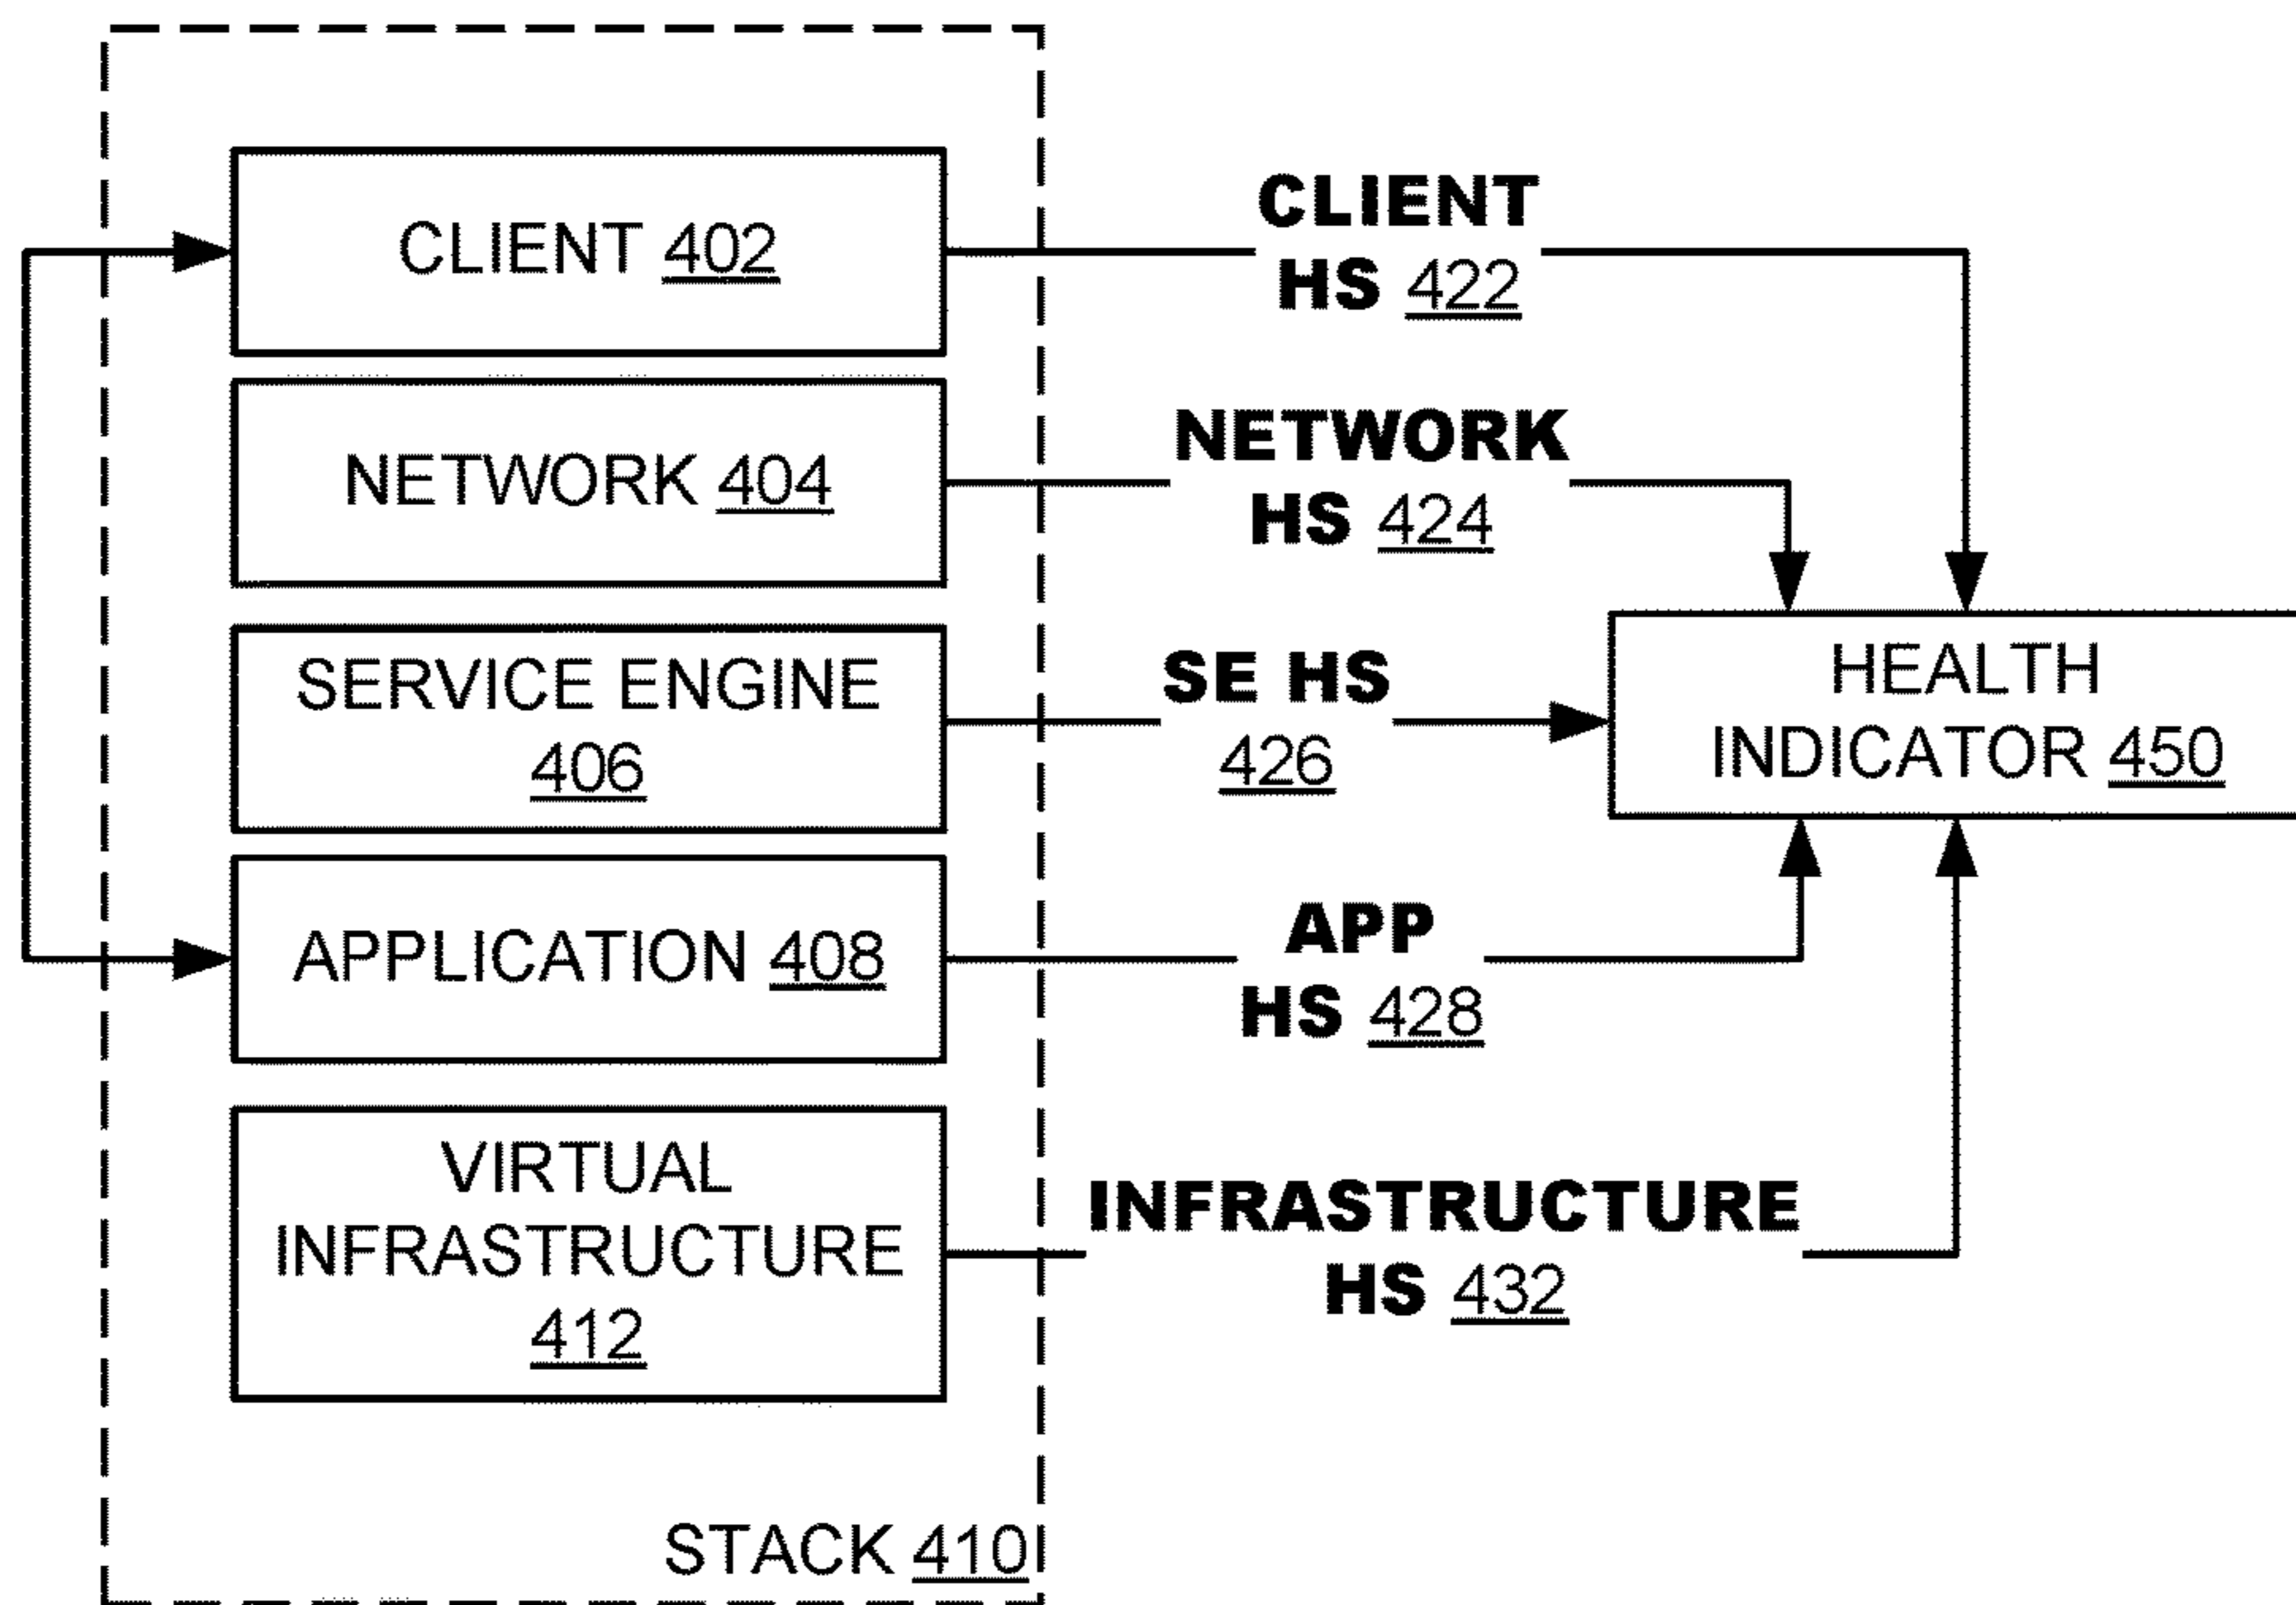 CLIENT 402
CLIENT
HS 422
NETWORK 404
NETWORK
HS 424
SERVICE ENGINE
406
SE HS
426
HEALTH
INDICATOR 450
APPLICATION 408
APP
HS 428
VIRTUAL
INFRASTRUCTURE
412
INFRASTRUCTURE
HS 432
STACK 410